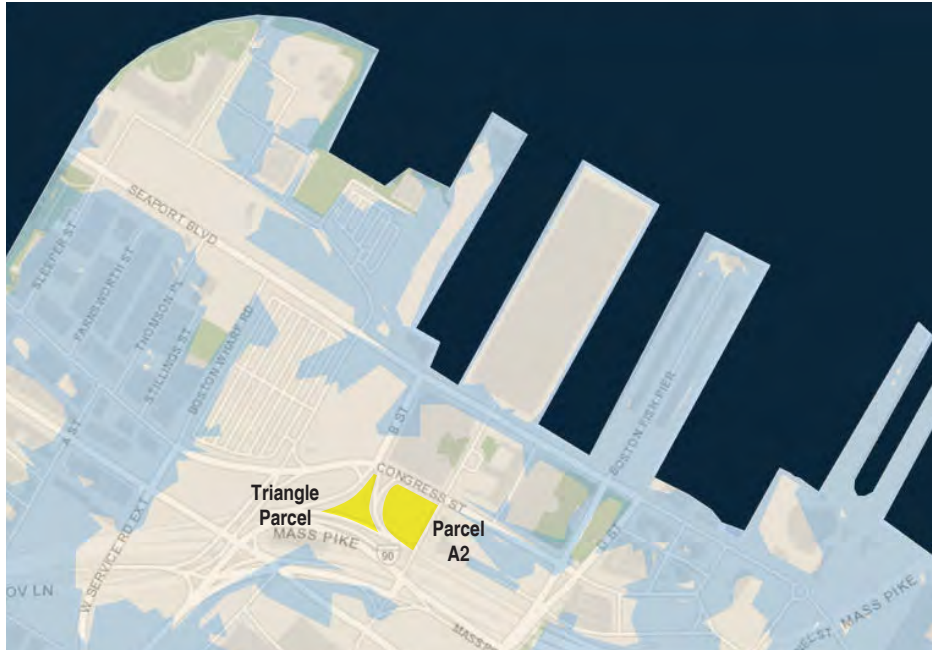 SEAPORT BLVD
SLEEPER ST
FARNSWORTH ST
THOMSON PL
STILLINGS ST
BOSTON WHARF RD
A ST
B ST
BOSTON FISH PIER
CONGRESS ST
Triangle
Parcel
Parcel
A2
MASS PIKE
90
D ST
W SERVICE RD EXT
OV LN
MASS P
MASS PIKE